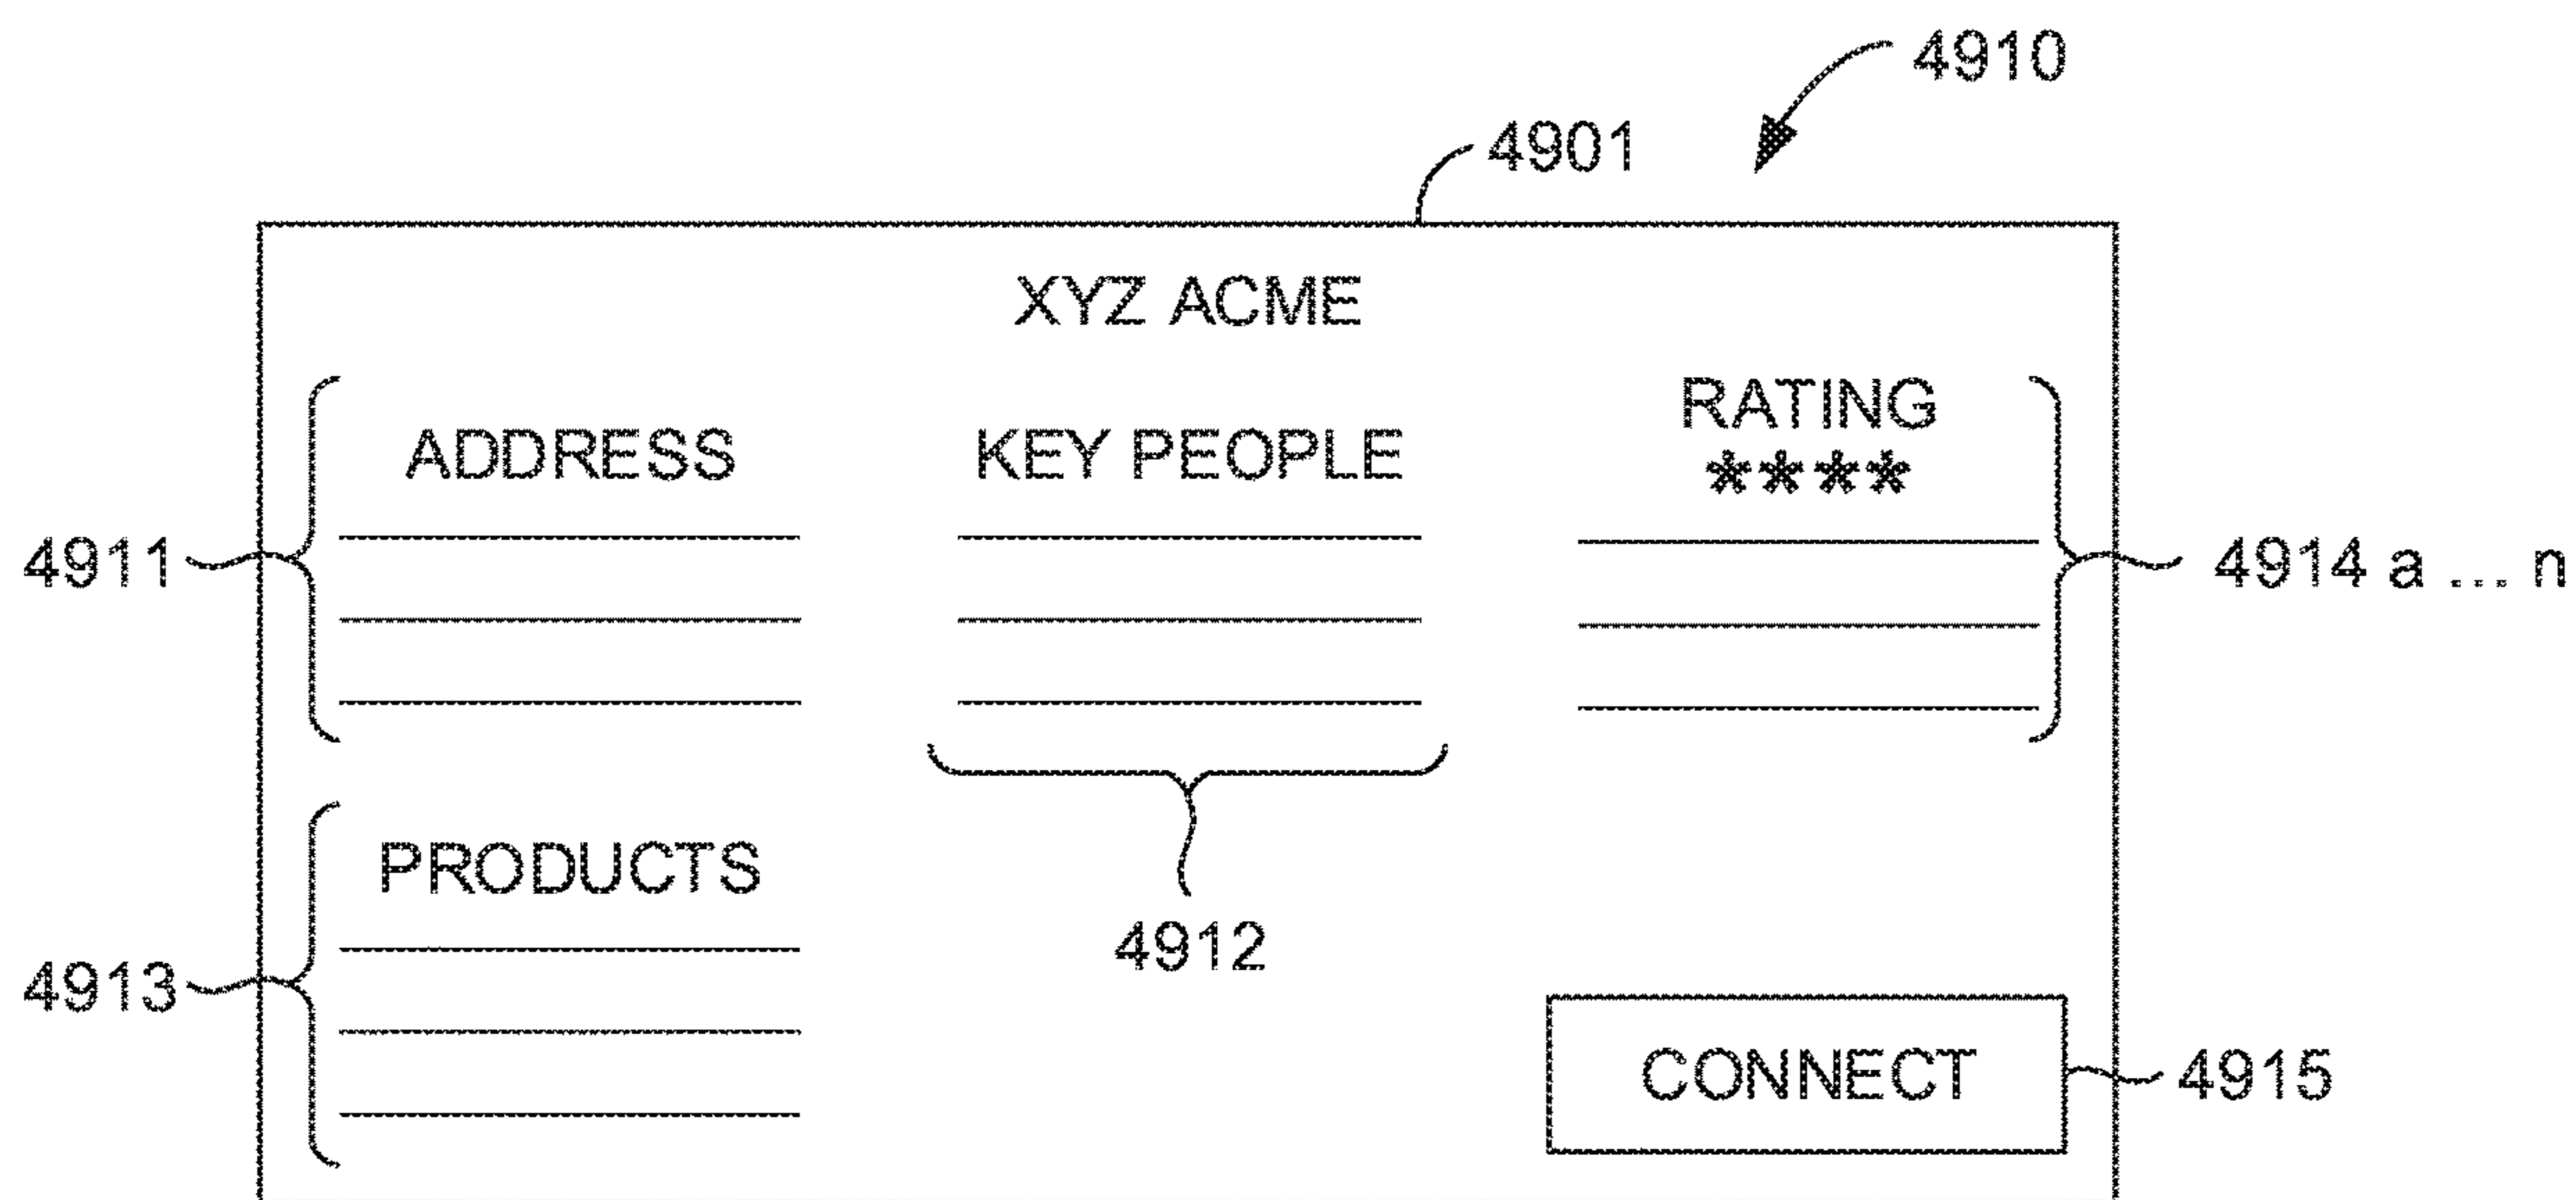 4910
4901
XYZ ACME
ADDRESS
KEY PEOPLE
RATING
****
4911
4914 a ... n
4912
PRODUCTS
4913
CONNECT
4915